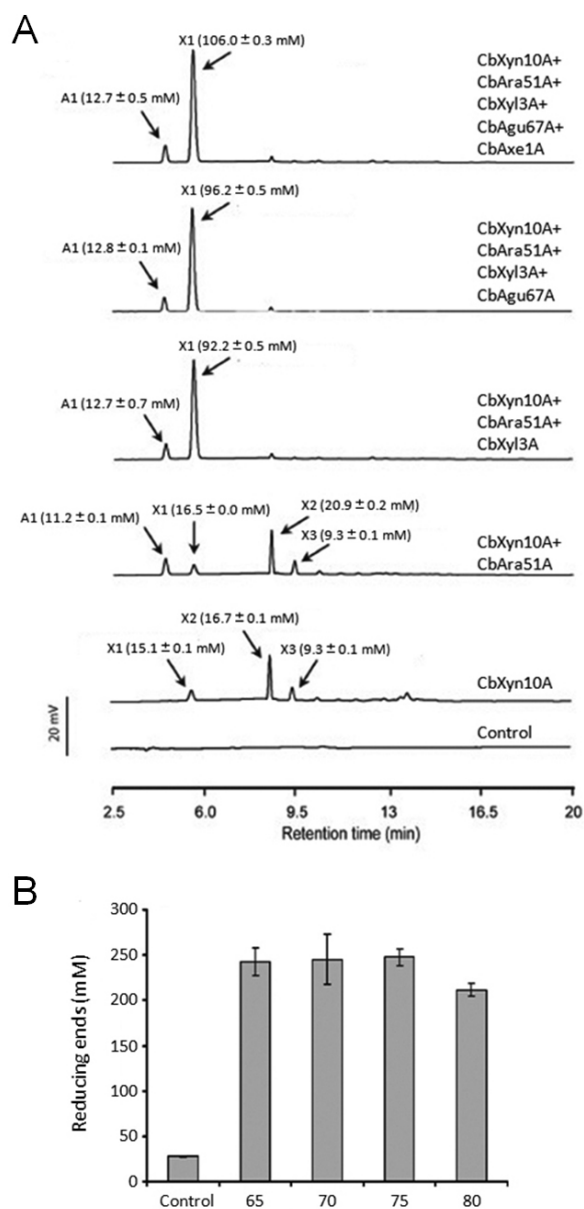 A
X1 (106.0 ± 0.3 mM)
A1 (12.7 ± 0.5 mM)
CbXyn10A+
CbAra51A+
CbXyl3A+
CbAgu67A+
CbAxe1A
X1 (96.2 ± 0.5 mM)
A1 (12.8 ± 0.1 mM)
CbXyn10A+
CbAra51A+
CbXyl3A+
CbAgu67A
X1 (92.2 ± 0.5 mM)
A1 (12.7 ± 0.7 mM)
CbXyn10A+
CbAra51A+
CbXyl3A
A1 (11.2 ± 0.1 mM)
X1 (16.5 ± 0.0 mM)
X2 (20.9 ± 0.2 mM)
X3 (9.3 ± 0.1 mM)
CbXyn10A+
CbAra51A
X2 (16.7 ± 0.1 mM)
X1 (15.1 ± 0.1 mM)
X3 (9.3 ± 0.1 mM)
CbXyn10A
Control
20 mV
2.5 6.0 9.5 13 16.5 20
Retention time (min)
B
Reducing ends (mM)
300
250
200
150
100
50
0
Control 65 70 75 80